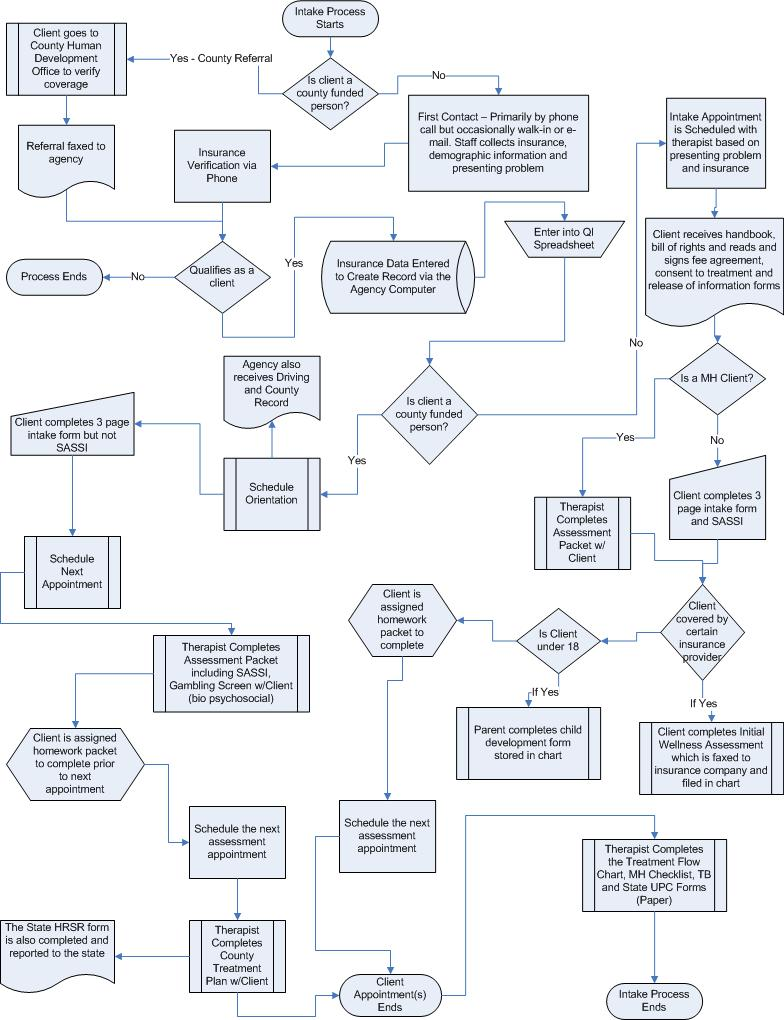 Intake Process
Starts
Client goes to
County Human
Development
Office to verify
coverage
Yes - County Referral
Is client a
county funded
person?
No
First Contact – Primarily by phone
call but occasionally walk-in or e-
mail. Staff collects insurance,
demographic information and
presenting problem
Intake Appointment
is Scheduled with
therapist based on
presenting problem
and insurance
Referral faxed to
agency
Insurance
Verification via
Phone
Process Ends
No
Qualifies as a
client
Yes
Insurance Data Entered
to Create Record via the
Agency Computer
Enter into QI
Spreadsheet
Client receives handbook,
bill of rights and reads and
signs fee agreement,
consent to treatment and
release of information forms
No
Agency also
receives Driving
and County
Record
Is client a
county funded
person?
Is a MH Client?
Client completes 3 page
intake form but not
SASSI
Yes
Yes
No
Schedule
Orientation
Therapist
Completes
Assessment
Packet w/
Client
Client completes 3
page intake form
and SASSI
Schedule
Next
Appointment
Client is
assigned
homework
packet to
complete
Is Client
under 18
Client
covered by
certain
insurance
provider
Therapist Completes
Assessment Packet
including SASSI,
Gambling Screen w/Client
(bio psychosocial)
If Yes
If Yes
Parent completes child
development form
stored in chart
Client completes Initial
Wellness Assessment
which is faxed to
insurance company and
filed in chart
Client is assigned
homework packet
to complete prior
to next
appointment
Schedule the next
assessment
appointment
Schedule the next
assessment
appointment
Therapist Completes
the Treatment Flow
Chart, MH Checklist, TB
and State UPC Forms
(Paper)
The State HRSR form
is also completed and
reported to the state
Therapist
Completes
County
Treatment
Plan w/Client
Client
Appointment(s)
Ends
Intake Process
Ends